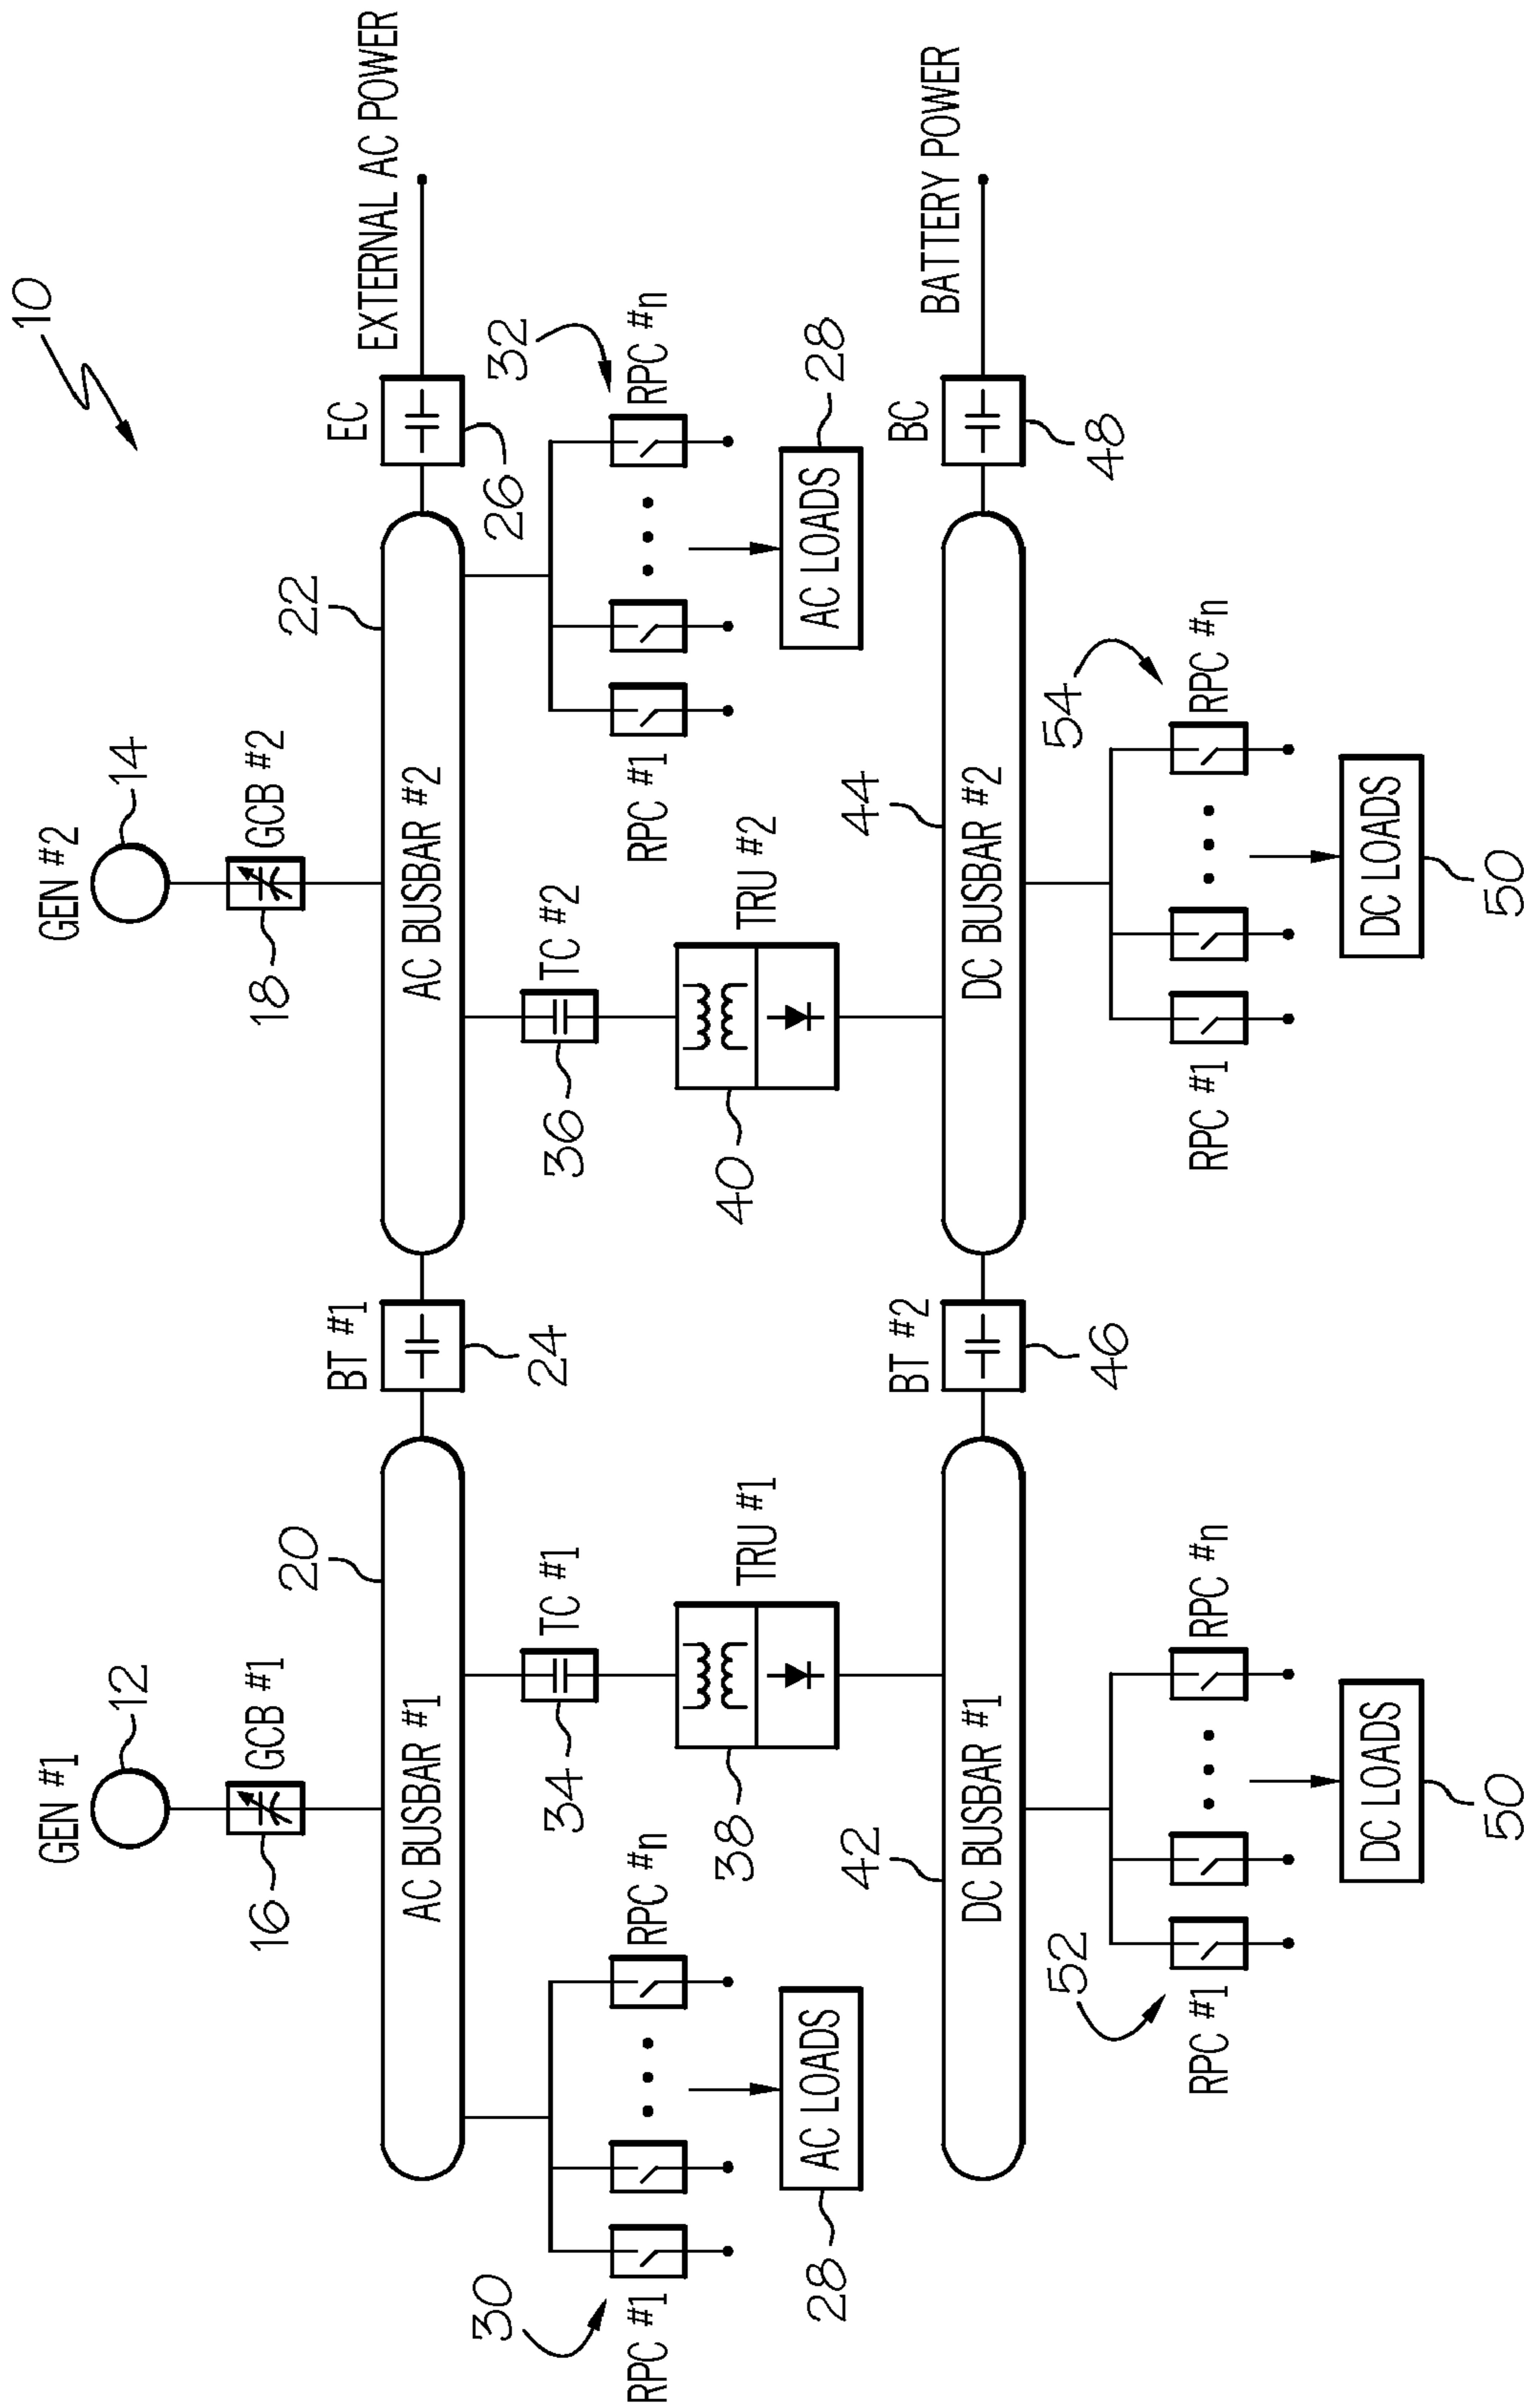 10
GEN #1
12
GEN #2
14
16
GCB #1
18
GCB #2
EXTERNAL AC POWER
20
BT #1
22
EC
AC BUSBAR #1
AC BUSBAR #2
24
26
30
32
34
TC #1
36
TC #2
RPC #1
RPC #n
RPC #1
RPC #n
38
TRU #1
40
TRU #2
28
AC LOADS
AC LOADS
28
42
BT #2
44
BC
BATTERY POWER
DC BUSBAR #1
DC BUSBAR #2
46
48
52
54
RPC #1
RPC #n
RPC #1
RPC #n
DC LOADS
DC LOADS
50
50